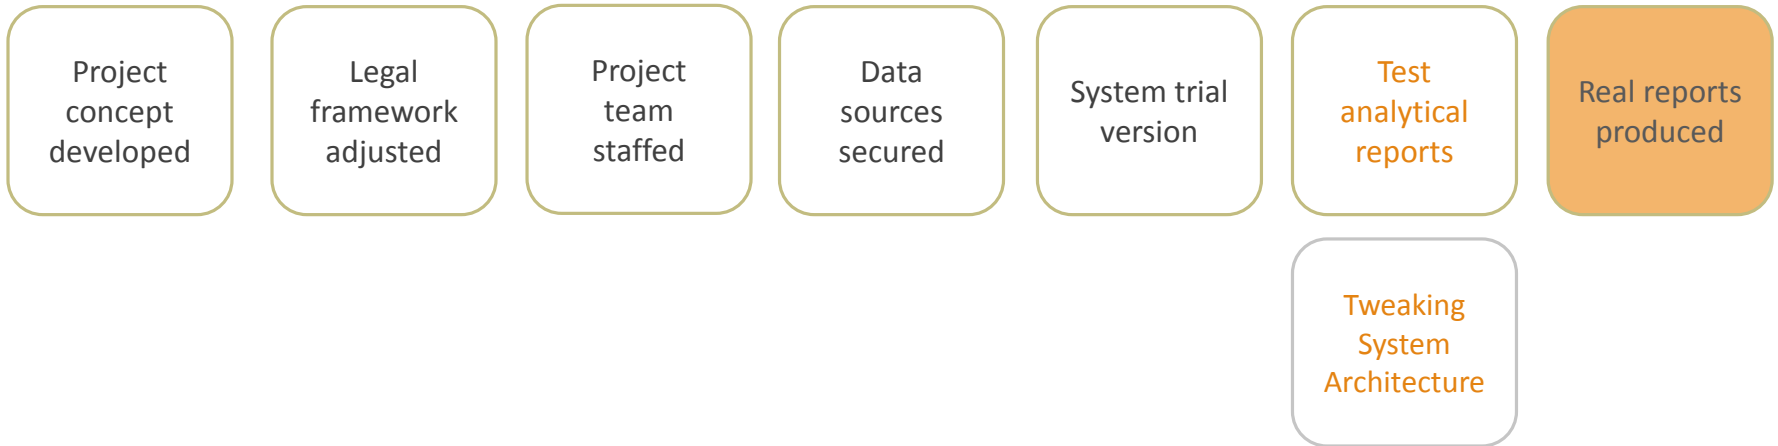 Project
concept
developed
Legal
framework
adjusted
Project
team
staffed
Data
sources
secured
System trial
version
Test
analytical
reports
Real reports
produced
Tweaking
System
Architecture